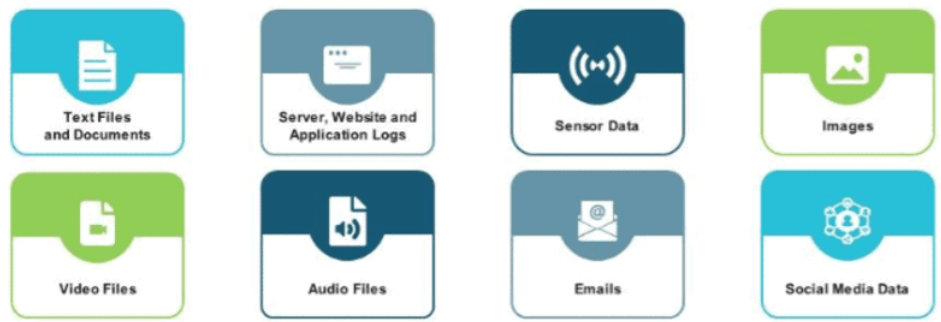 Text Files
and Documents
Server, Website and
Application Logs
Sensor Data
Images
Video Files
Audio Files
Emails
Social Media Data